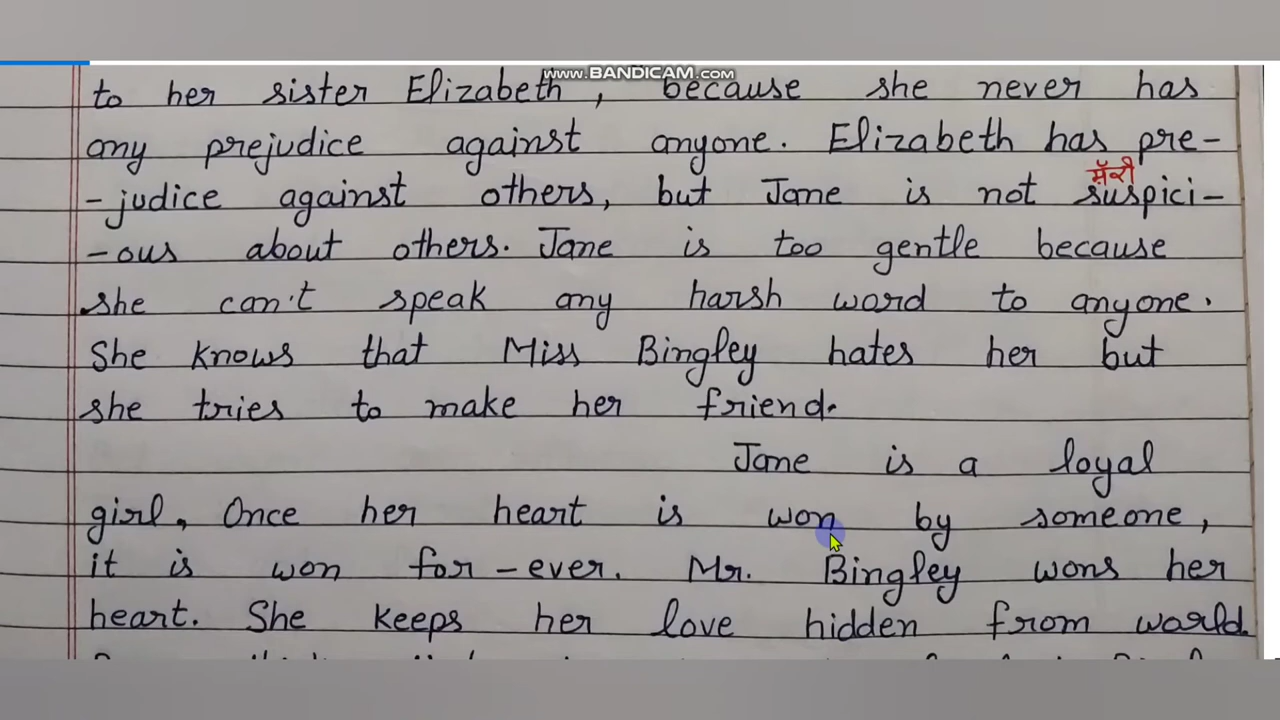 www.BANDICAM.com
to her sister Elizabeth, because she never has
any prejudice against anyone. Elizabeth has pre-
-judice against others, but Jane is not suspici-
ਸ਼ੱਕੀ
-ous about others. Jane is too gentle because
she can't speak any harsh word to anyone.
She knows that Miss Bingley hates her but
she tries to make her friend.
Jane is a loyal
girl. Once her heart is won by someone,
it is won for-ever. Mr. Bingley wons her
heart. She keeps her love hidden from world.